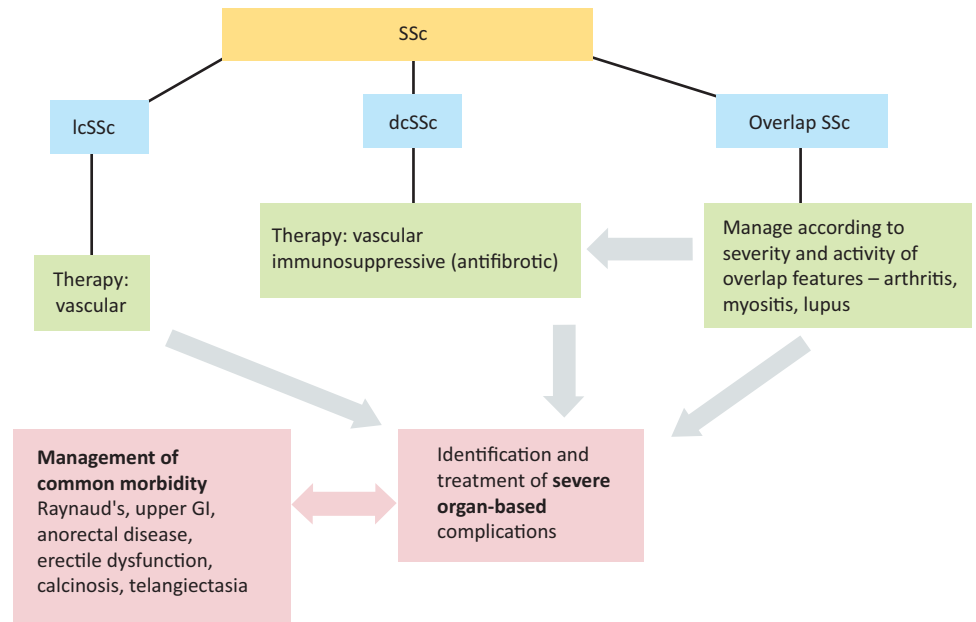 SSc
lcSSc
dcSSc
Overlap SSc
Therapy:
vascular
Therapy: vascular
immunosuppressive (antifibrotic)
Manage according to
severity and activity of
overlap features – arthritis,
myositis, lupus
Management of
common morbidity
Raynaud's, upper GI,
anorectal disease,
erectile dysfunction,
calcinosis, telangiectasia
Identification and
treatment of severe
organ-based
complications